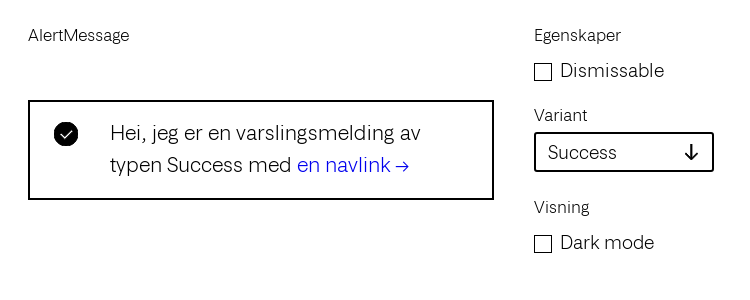 AlertMessage
Hei, jeg er en varslingsmelding av
typen Success med en navlink →
Egenskaper
Dismissable
Variant
Success
Visning
Dark mode